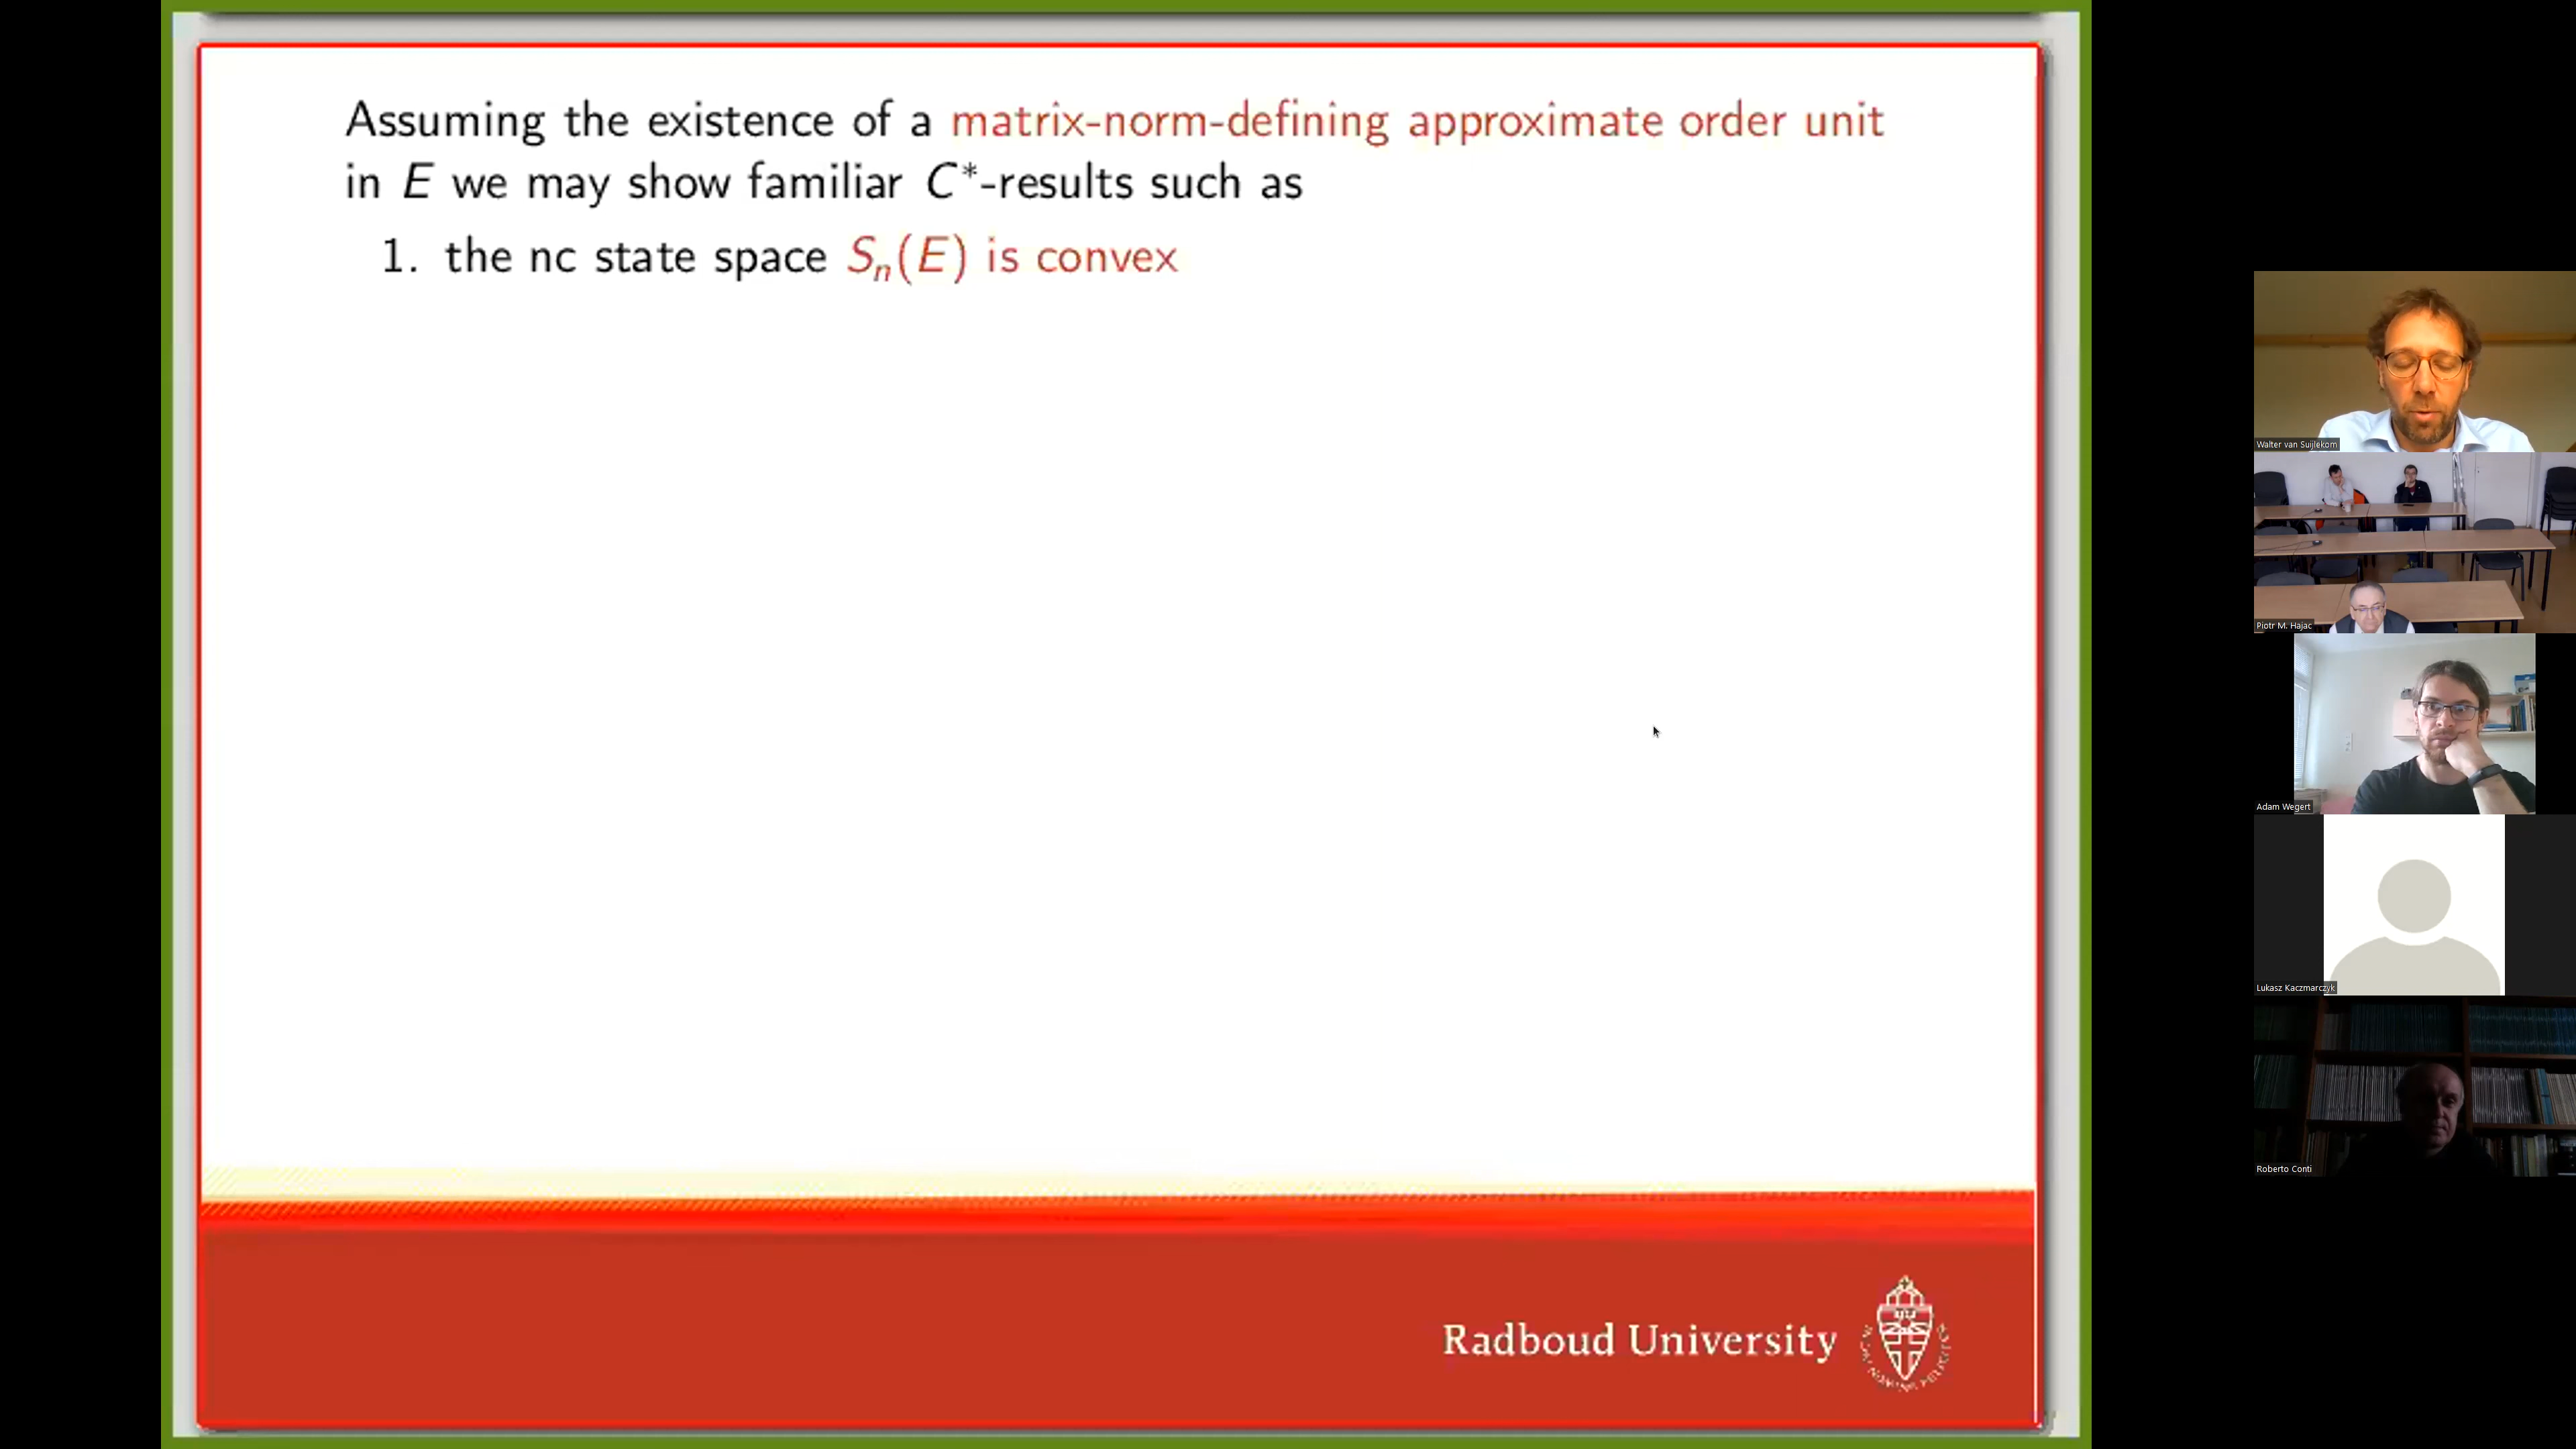 Assuming the existence of a matrix-norm-defining approximate order unit
in E we may show familiar C*-results such as
1. the nc state space Sₙ(E) is convex
Radboud University
Walter van Suijlekom
Piotr M. Hajac
Adam Wegert
Lukasz Kaczmarczyk
Roberto Conti